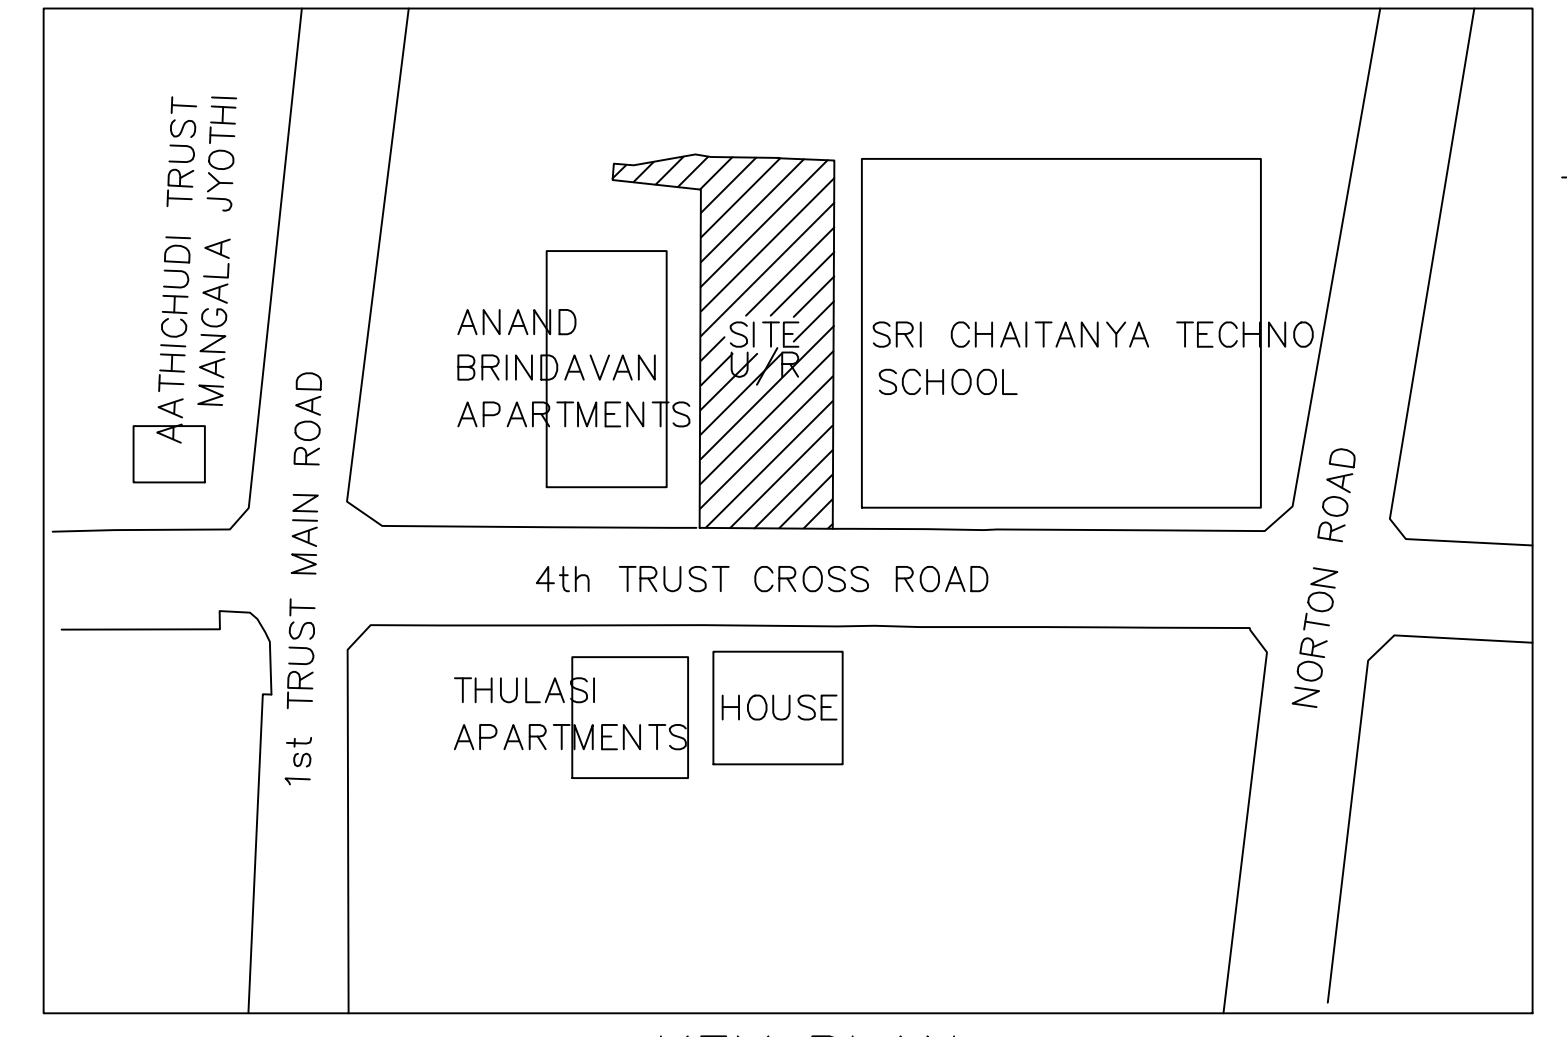 AATHICHUDI TRUST
MANGALA JYOTHI
ANAND
BRINDAVAN
APARTMENTS
SITE
U/R
SRI CHAITANYA TECHNO
SCHOOL
1st TRUST MAIN ROAD
4th TRUST CROSS ROAD
NORTON ROAD
THULASI
APARTMENTS
HOUSE